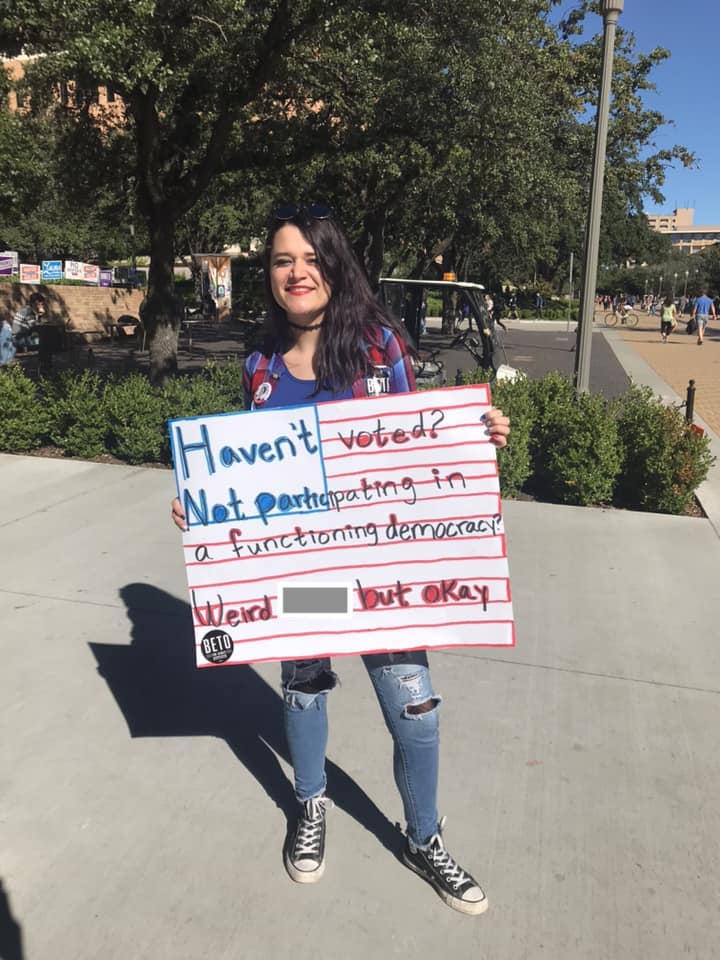 Haven't voted?
Not participating in
a functioning democracy?
Weird but okay
BETO
BETO